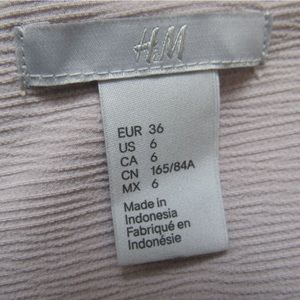 H&M
EUR 36
US 6
CA 6
CN 165/84A
MX 6
Made in
Indonesia
Fabriqué en
Indonésie